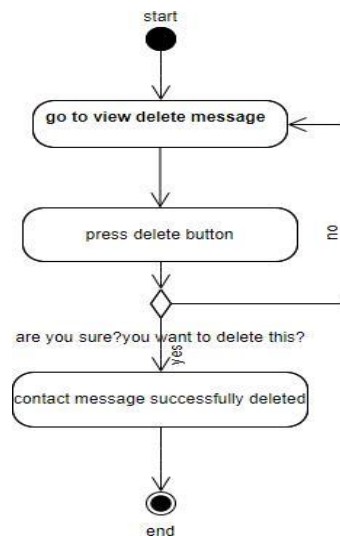 start
go to view delete message
press delete button
no
are you sure?you want to delete this?
yes
contact message successfully deleted
end